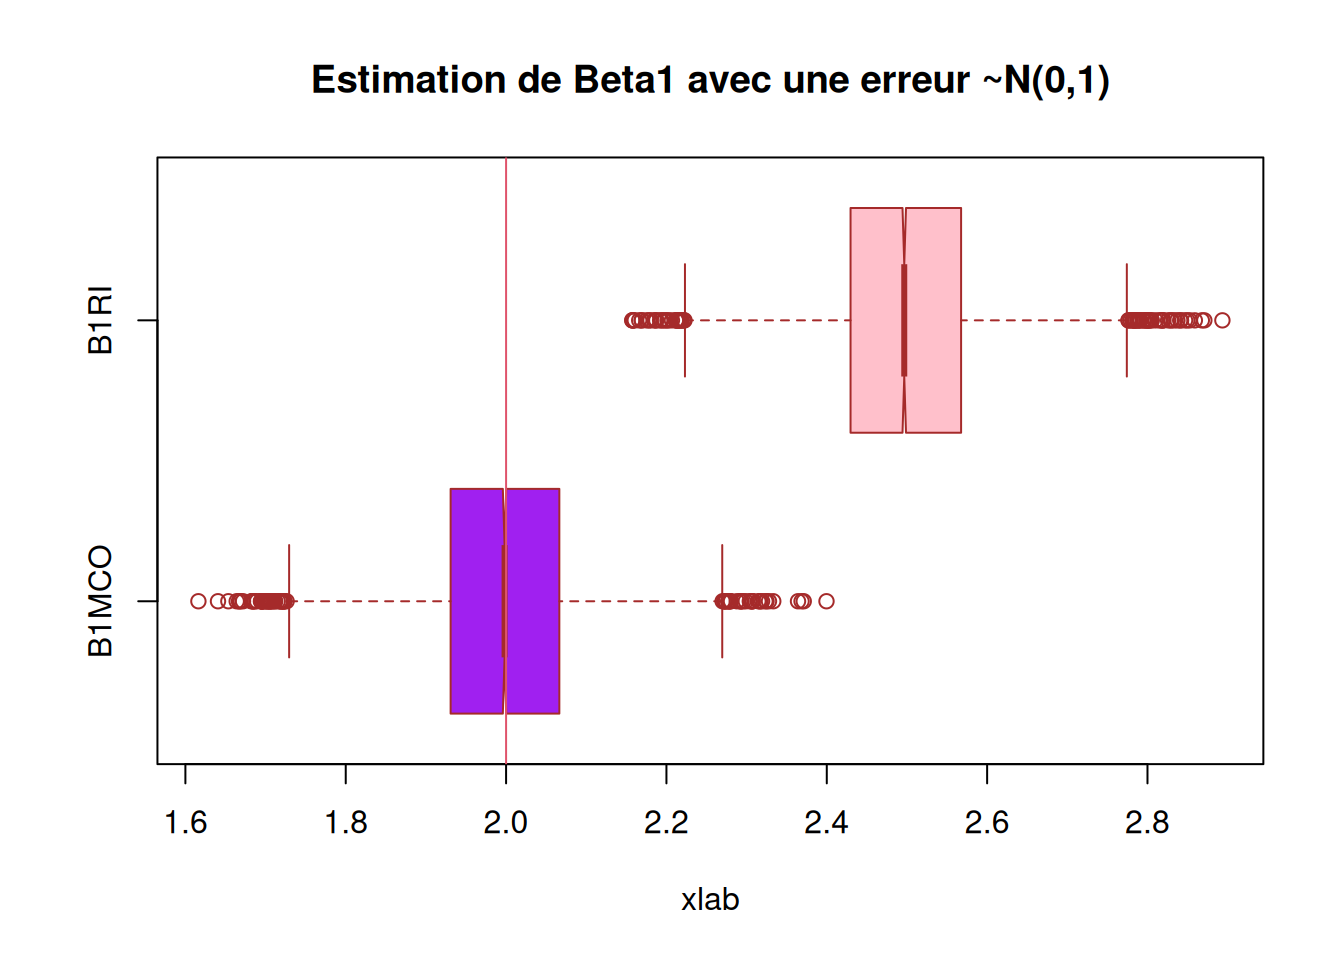 Estimation de Beta1 avec une erreur ~N(0,1)
B1RI
B1MCO
1.6 1.8 2.0 2.2 2.4 2.6 2.8
xlab